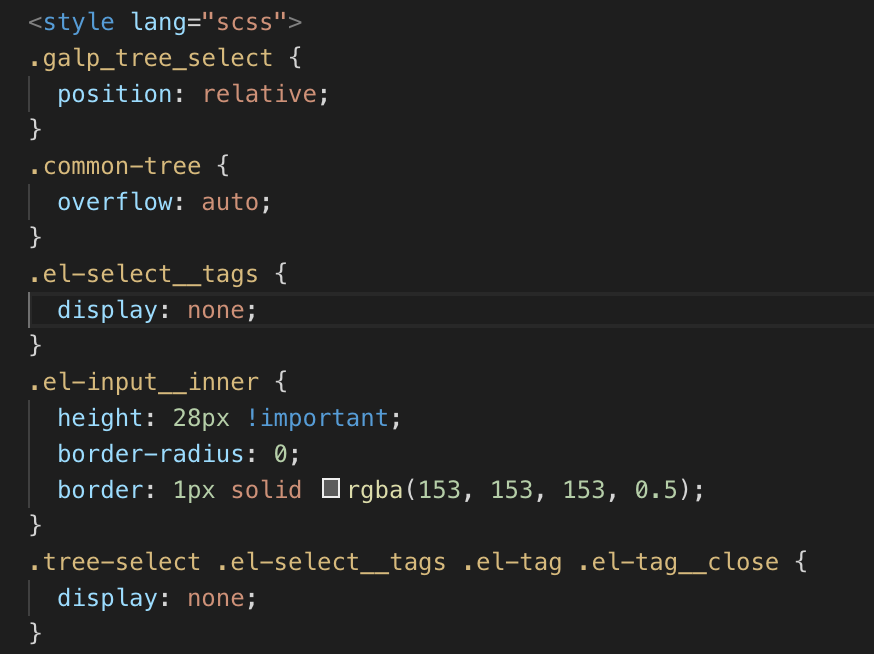 <style lang="scss">
.galp_tree_select {
  position: relative;
}
.common-tree {
  overflow: auto;
}
.el-select__tags {
  display: none;
}
.el-input__inner {
  height: 28px !important;
  border-radius: 0;
  border: 1px solid rgba(153, 153, 153, 0.5);
}
.tree-select .el-select__tags .el-tag .el-tag__close {
  display: none;
}